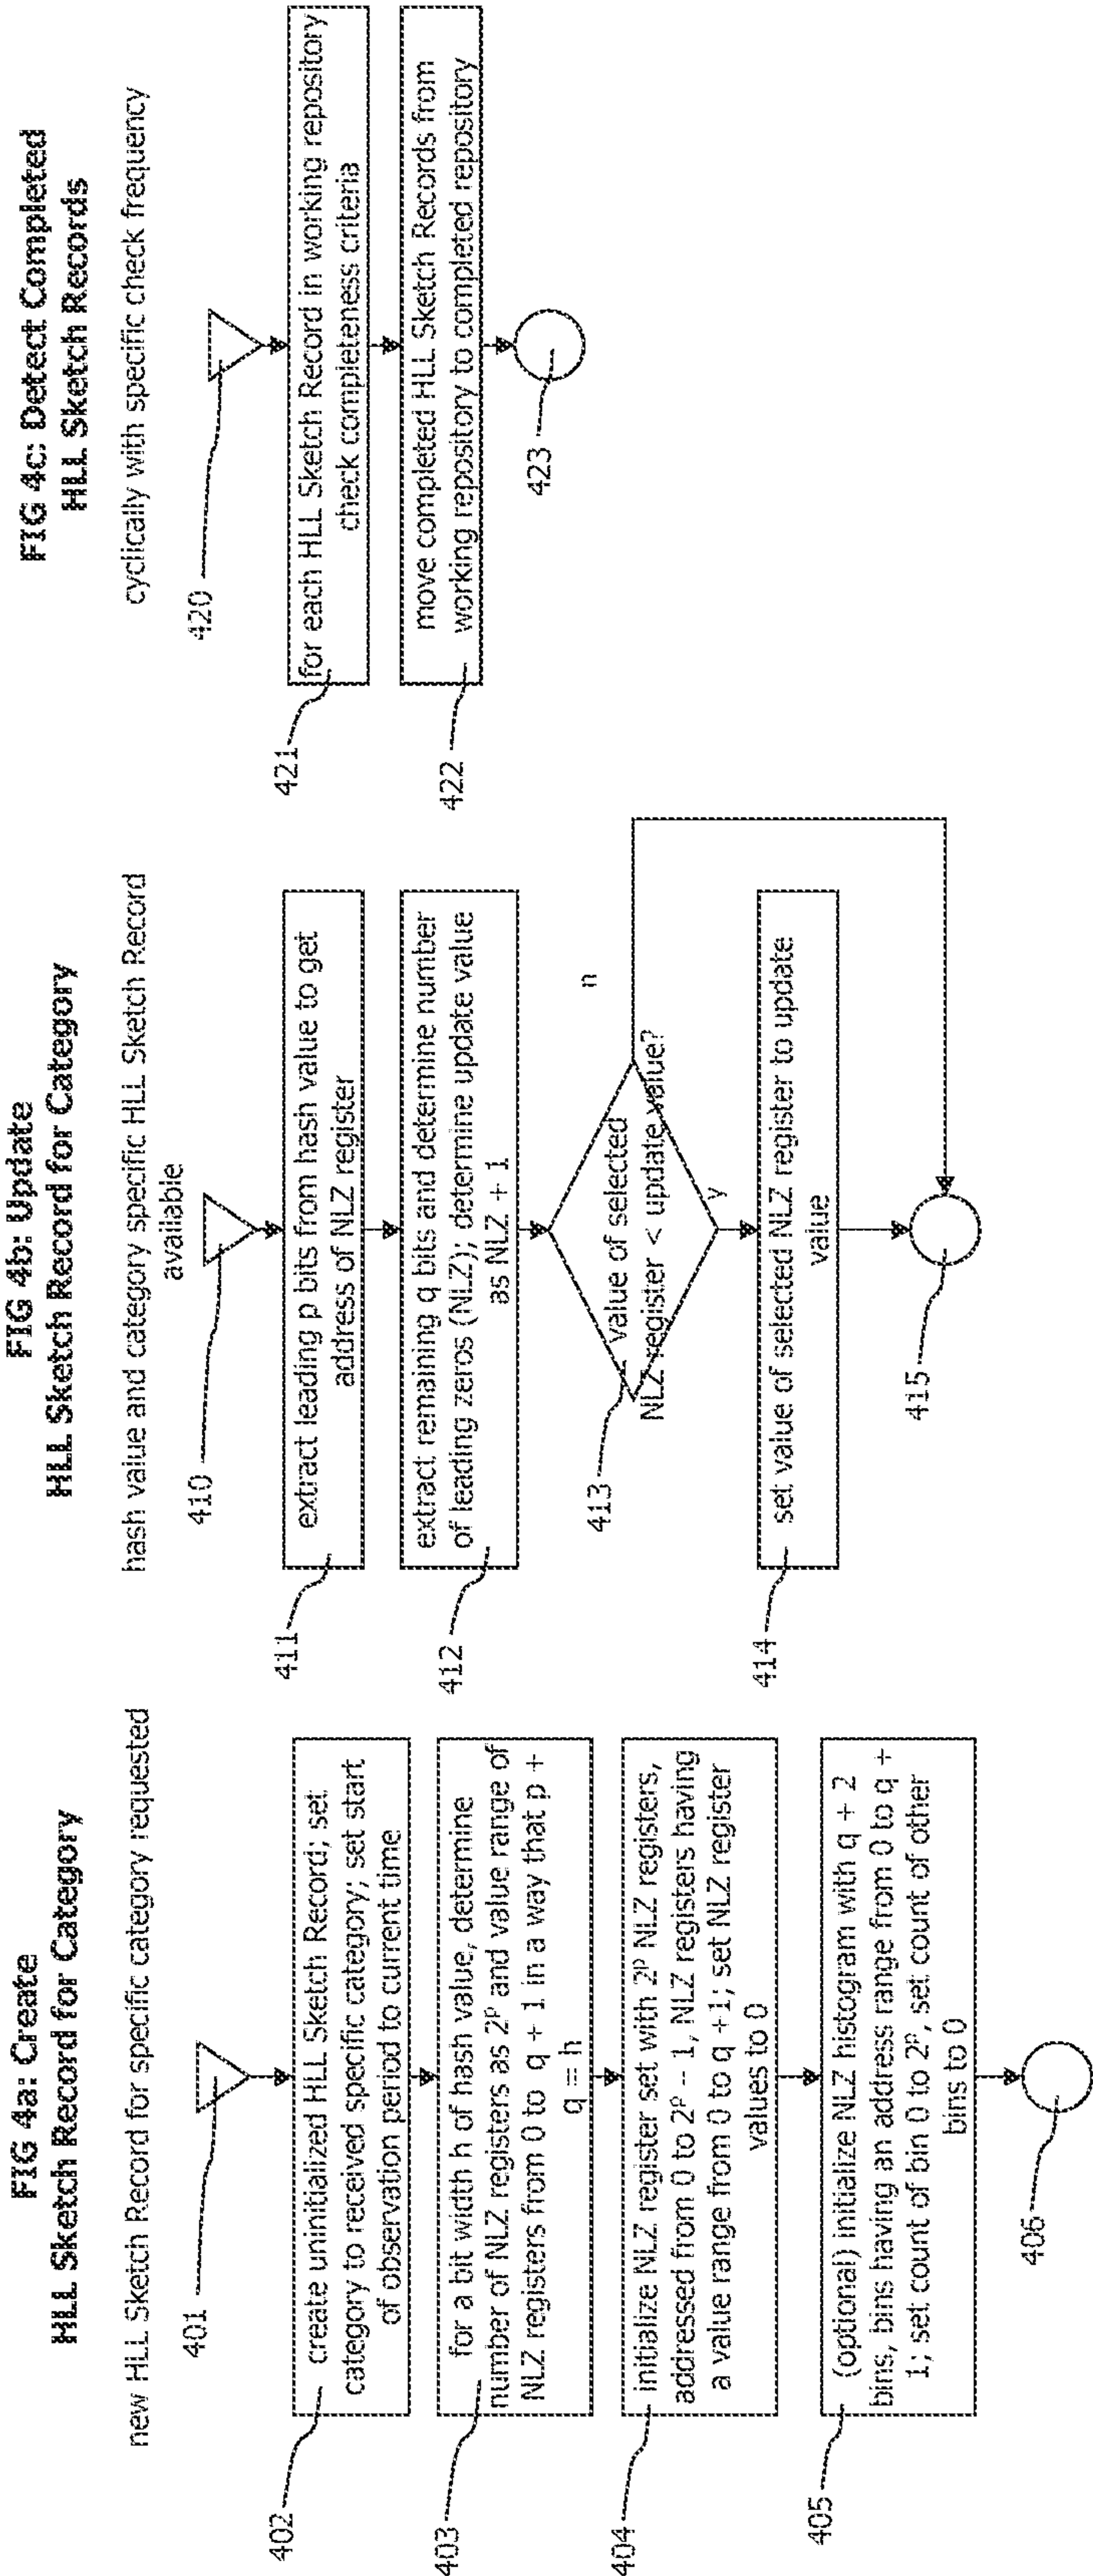 FIG 4a: Create
HLL Sketch Record for Category
new HLL Sketch Record for specific category requested
401
402
create uninitialized HLL Sketch Record; set
category to received specific category; set start
of observation period to current time
403
for a bit width h of hash value, determine
number of NLZ registers as 2ᵖ and value range of
NLZ registers from 0 to q + 1 in a way that p +
q = h
404
initialize NLZ register set with 2ᵖ NLZ registers,
addressed from 0 to 2ᵖ – 1, NLZ registers having
a value range from 0 to q +1; set NLZ register
values to 0
405
(optional) initialize NLZ histogram with q + 2
bins, bins having an address range from 0 to q +
1; set count of bin 0 to 2ᵖ, set count of other
bins to 0
406
FIG 4b: Update
HLL Sketch Record for Category
hash value and category specific HLL Sketch Record
available
410
411
extract leading p bits from hash value to get
address of NLZ register
412
extract remaining q bits and determine number
of leading zeros (NLZ); determine update value
as NLZ + 1
413
value of selected
NLZ register < update value?
n
y
414
set value of selected NLZ register to update
value
415
FIG 4c: Detect Completed
HLL Sketch Records
cyclically with specific check frequency
420
421
for each HLL Sketch Record in working repository
check completeness criteria
422
move completed HLL Sketch Records from
working repository to completed repository
423